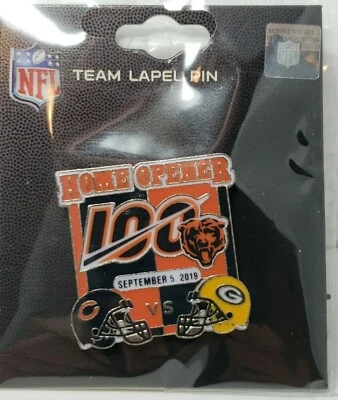 NFL
TEAM LAPEL PIN
HOME OPENER
100
SEPTEMBER 5, 2019
C
VS
G